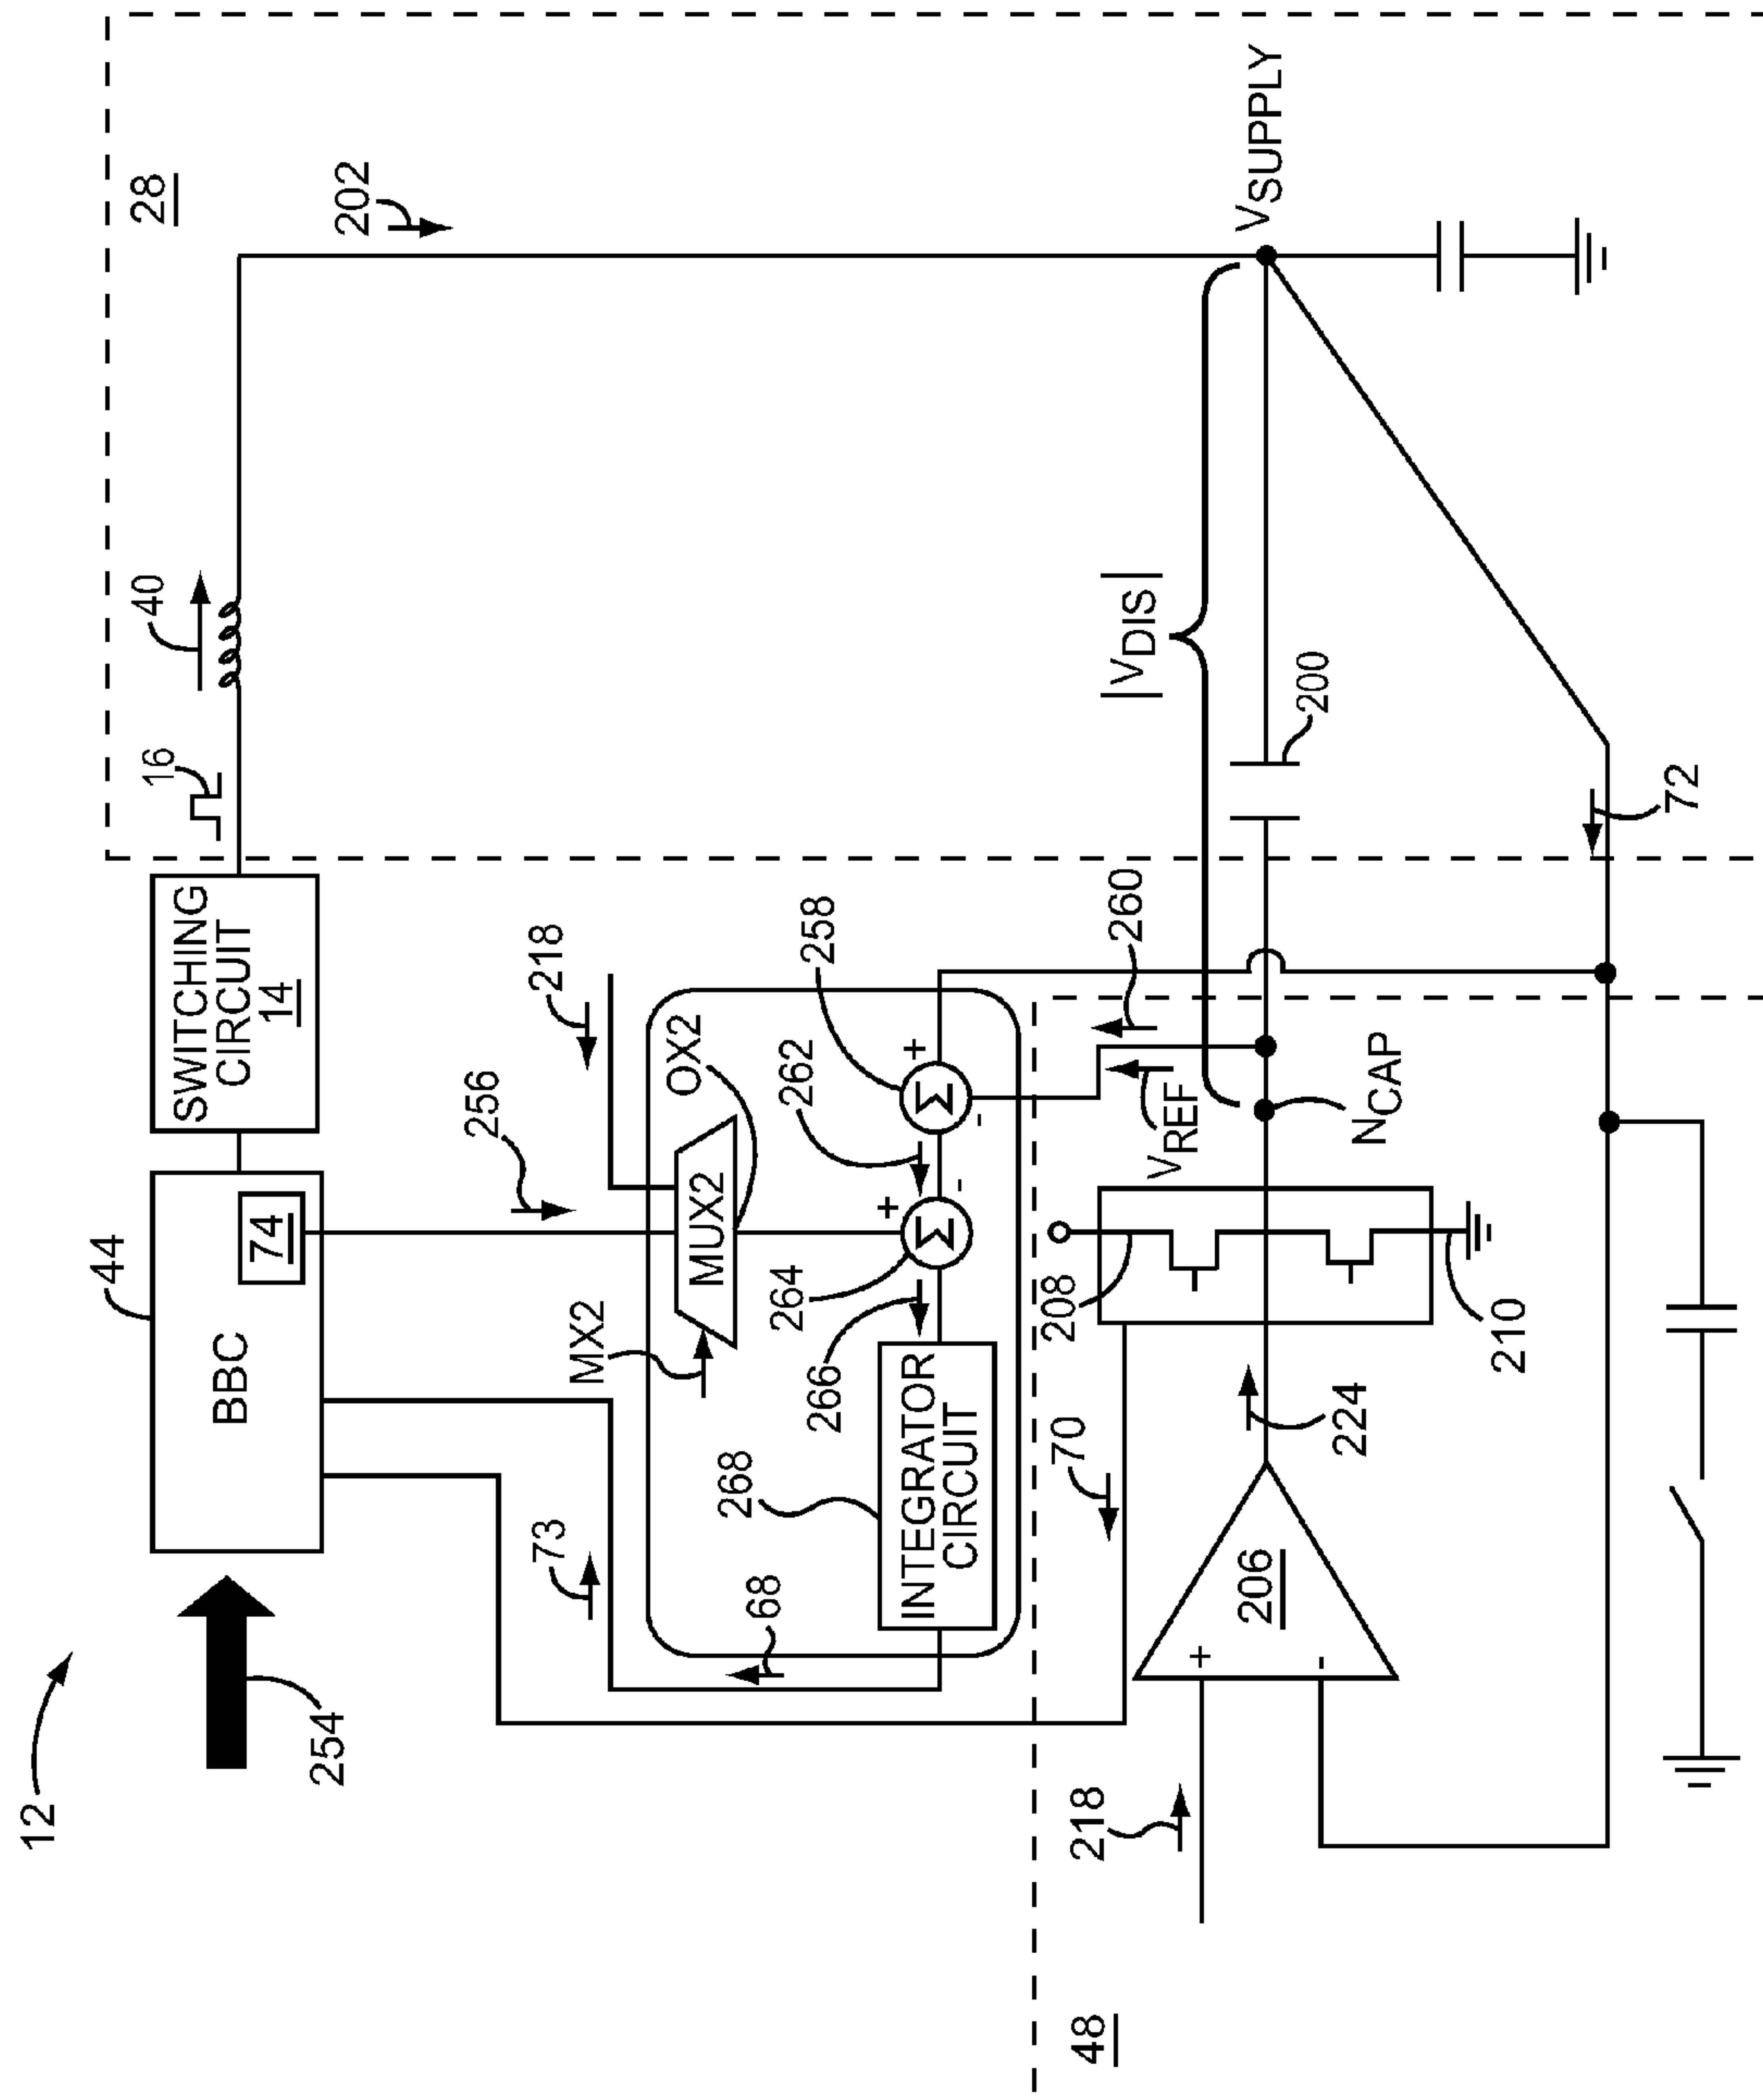 12
254
44
BBC
74
SWITCHING
CIRCUIT
14
16
40
28
202
73
68
MX2
256
218
MUX2
OX2
268
INTEGRATOR
CIRCUIT
266
264
Σ
+
-
262
258
Σ
+
-
260
VREF
|VDIS|
VSUPPLY
48
70
208
210
NCAP
200
218
+
-
206
224
72